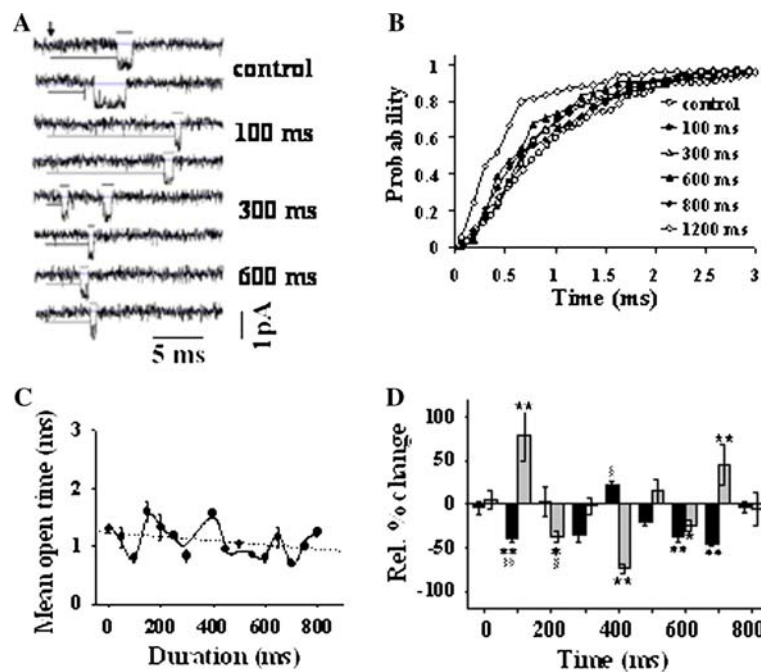 A
control
100 ms
300 ms
600 ms
5 ms
1pA
B
Probability
1
0.8
0.6
0.4
0.2
0
control
100 ms
300 ms
600 ms
800 ms
1200 ms
0 0.5 1 1.5 2 2.5 3
Time (ms)
C
Mean open time (ms)
3
2
1
0
0 200 400 600 800
Duration (ms)
D
Rel. % change
100
50
0
-50
-100
** ** § ** §§ * § ** ** * **
0 200 400 600 800
Time (ms)